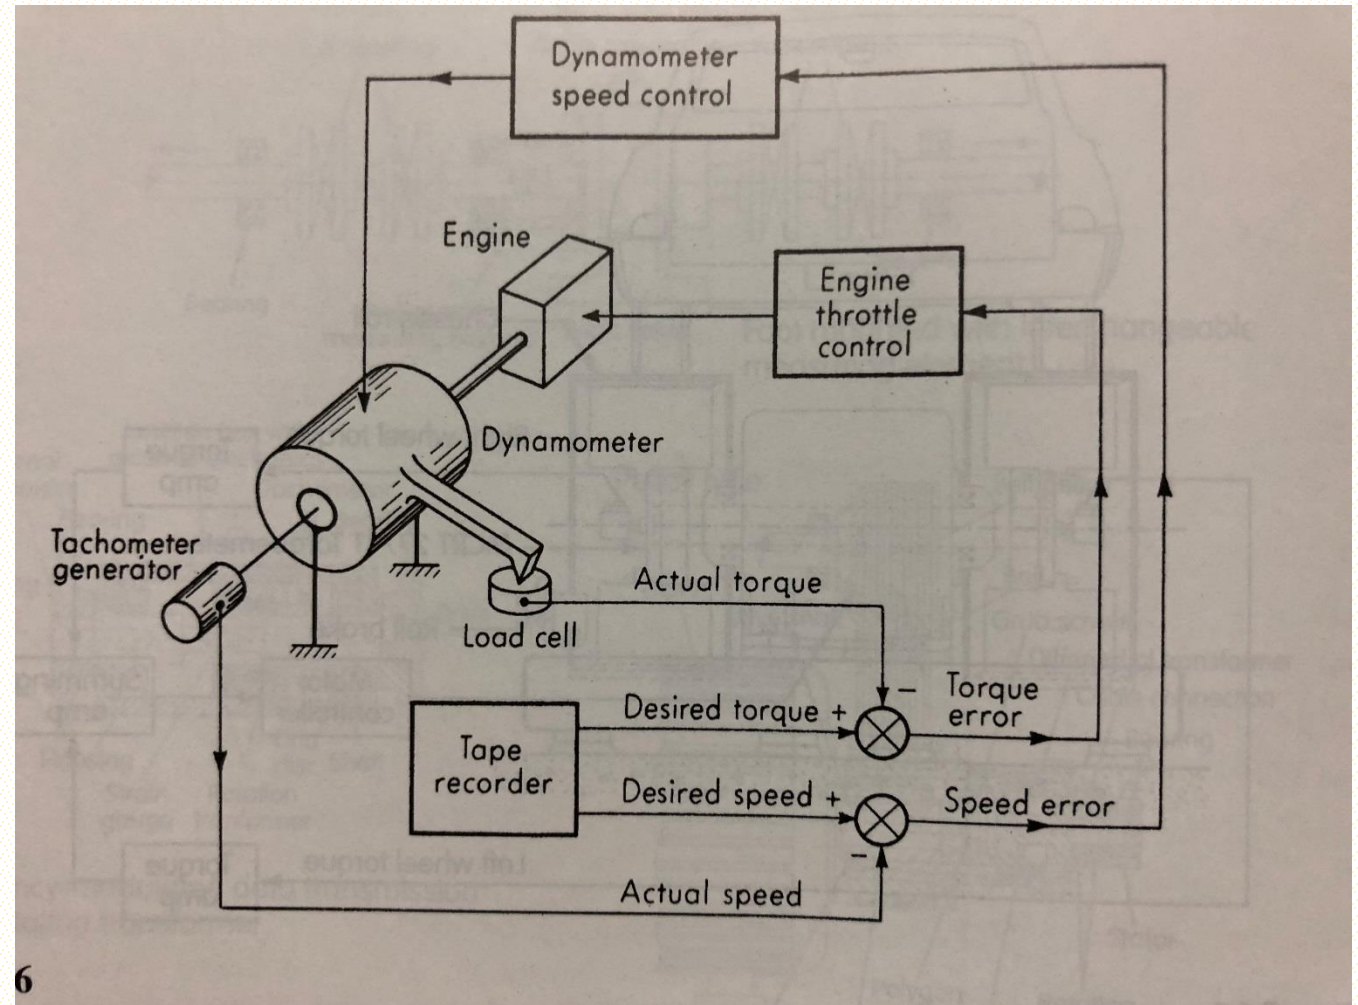 Dynamometer
speed control
Engine
Engine
throttle
control
Dynamometer
Tachometer
generator
Actual torque
Load cell
−
Torque
error
Desired torque +
Tape
recorder
Desired speed +
Speed error
−
Actual speed
6